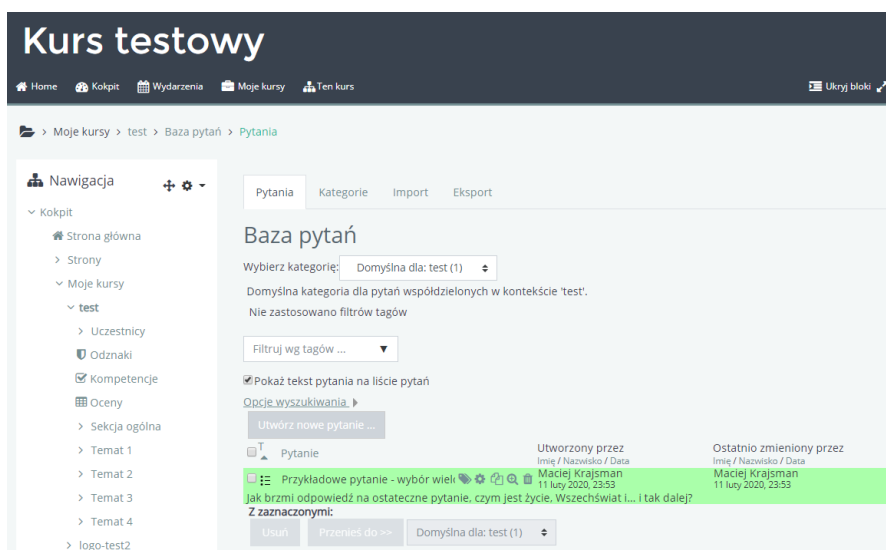 Kurs testowy
Home Kokpit Wydarzenia Moje kursy Ten kurs Ukryj bloki
> Moje kursy > test > Baza pytań > Pytania
Nawigacja
Kokpit
Strona główna
Strony
Moje kursy
test
Uczestnicy
Odznaki
Kompetencje
Oceny
Sekcja ogólna
Temat 1
Temat 2
Temat 3
Temat 4
logo-test2
Pytania Kategorie Import Eksport
Baza pytań
Wybierz kategorię: Domyślna dla: test (1)
Domyślna kategoria dla pytań współdzielonych w kontekście 'test'.
Nie zastosowano filtrów tagów
Filtruj wg tagów ...
Pokaż tekst pytania na liście pytań
Opcje wyszukiwania
Utwórz nowe pytanie ...
T Pytanie Utworzony przez Ostatnio zmieniony przez
Imię / Nazwisko / Data Imię / Nazwisko / Data
Przykładowe pytanie - wybór wiel Maciej Krajsman Maciej Krajsman
11 luty 2020, 23:53 11 luty 2020, 23:53
Jak brzmi odpowiedź na ostateczne pytanie, czym jest życie, Wszechświat i... i tak dalej?
Z zaznaczonymi:
Usuń Przenieś do >> Domyślna dla: test (1)